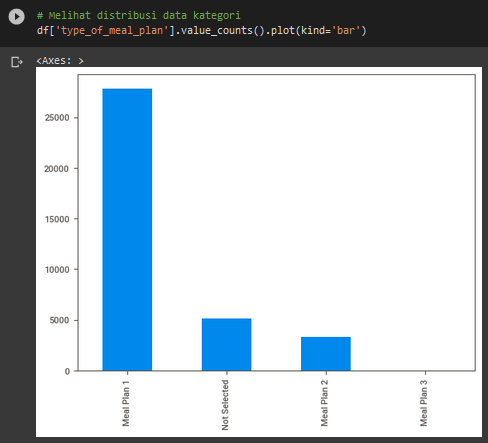 # Melihat distribusi data kategori
df['type_of_meal_plan'].value_counts().plot(kind='bar')
<Axes: >
25000
20000
15000
10000
5000
0
Meal Plan 1
Not Selected
Meal Plan 2
Meal Plan 3